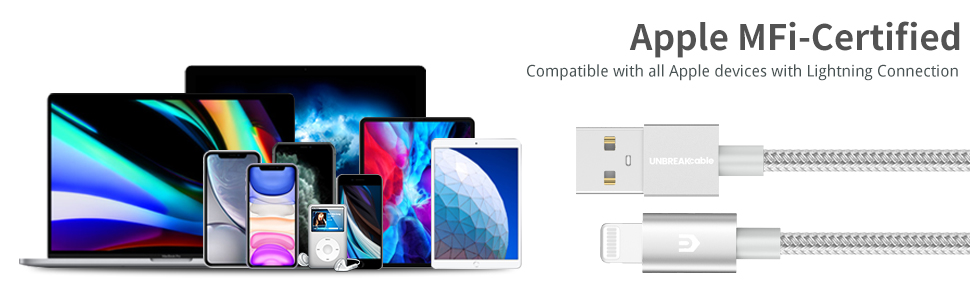 Apple MFi-Certified
Compatible with all Apple devices with Lightning Connection
UNBREAKcable